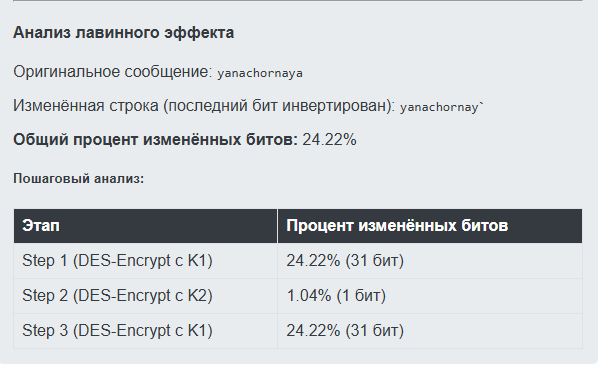 Анализ лавинного эффекта
Оригинальное сообщение: yanachornaya
Изменённая строка (последний бит инвертирован): yanachornay`
Общий процент изменённых битов: 24.22%
Пошаговый анализ:
Этап Процент изменённых битов
Step 1 (DES-Encrypt с K1) 24.22% (31 бит)
Step 2 (DES-Encrypt с K2) 1.04% (1 бит)
Step 3 (DES-Encrypt с K1) 24.22% (31 бит)